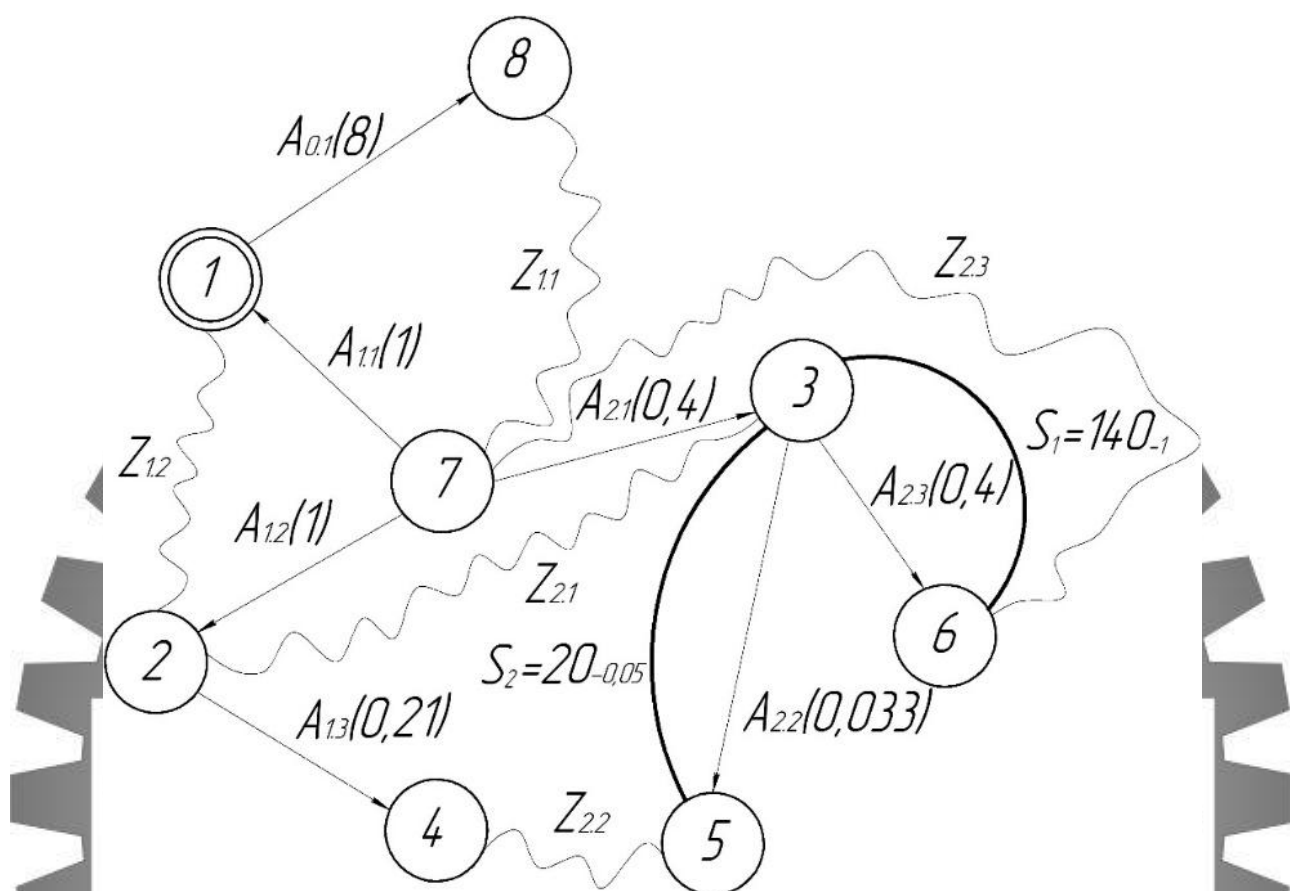 8
A0.1(8)
1
Z1.1
Z2.3
A1.1(1)
A2.1(0,4)
3
S1=140-1
Z1.2
7
A2.3(0,4)
A1.2(1)
Z2.1
6
2
S2=20-0,05
A1.3(0,21)
A2.2(0,033)
4
Z2.2
5